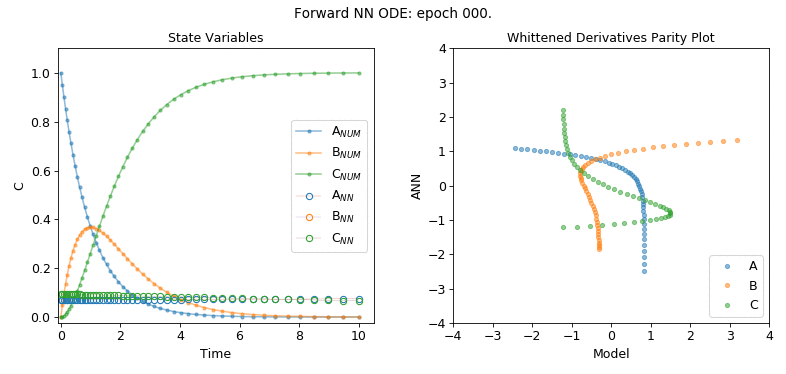 Forward NN ODE: epoch 000.
State Variables
C
1.0
0.8
0.6
0.4
0.2
0.0
0
2
4
6
8
10
Time
A_NUM
B_NUM
C_NUM
A_NN
B_NN
C_NN
Whittened Derivatives Parity Plot
ANN
4
3
2
1
0
−1
−2
−3
−4
−4
−3
−2
−1
0
1
2
3
4
Model
A
B
C